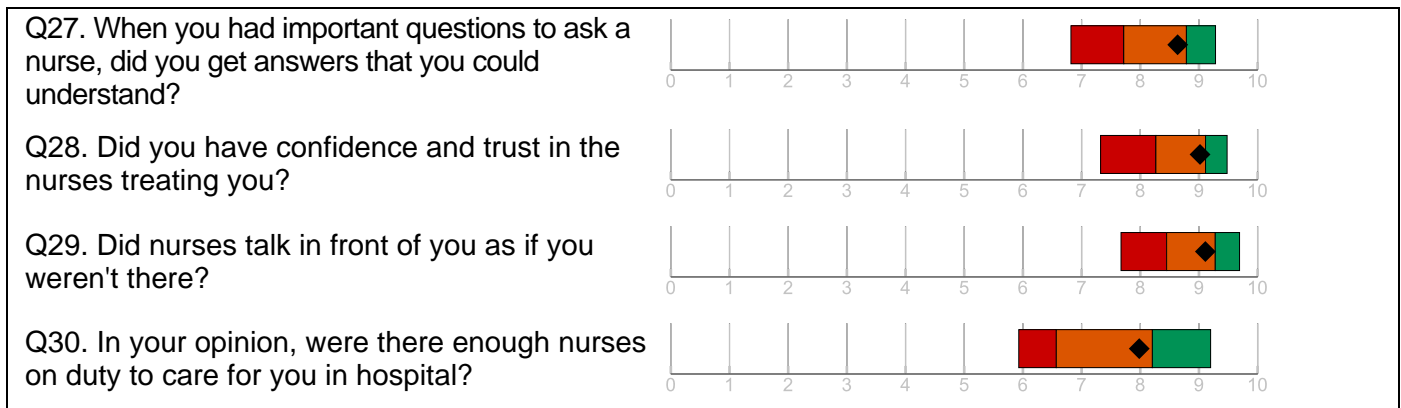 Q27. When you had important questions to ask a
nurse, did you get answers that you could
understand?
0 1 2 3 4 5 6 7 8 9 10
Q28. Did you have confidence and trust in the
nurses treating you?
0 1 2 3 4 5 6 7 8 9 10
Q29. Did nurses talk in front of you as if you
weren't there?
0 1 2 3 4 5 6 7 8 9 10
Q30. In your opinion, were there enough nurses
on duty to care for you in hospital?
0 1 2 3 4 5 6 7 8 9 10